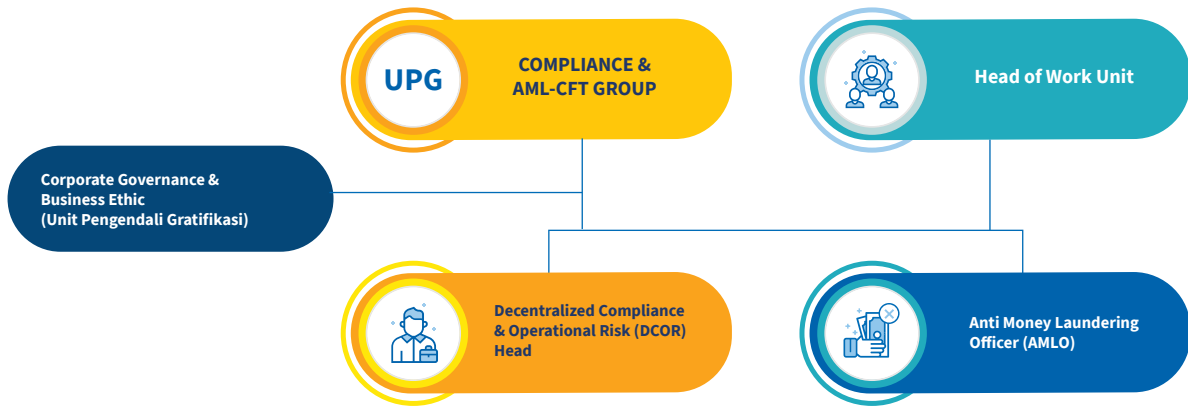 UPG
COMPLIANCE &
AML-CFT GROUP
Head of Work Unit
Corporate Governance &
Business Ethic
(Unit Pengendali Gratifikasi)
Decentralized Compliance
& Operational Risk (DCOR)
Head
Anti Money Laundering
Officer (AMLO)